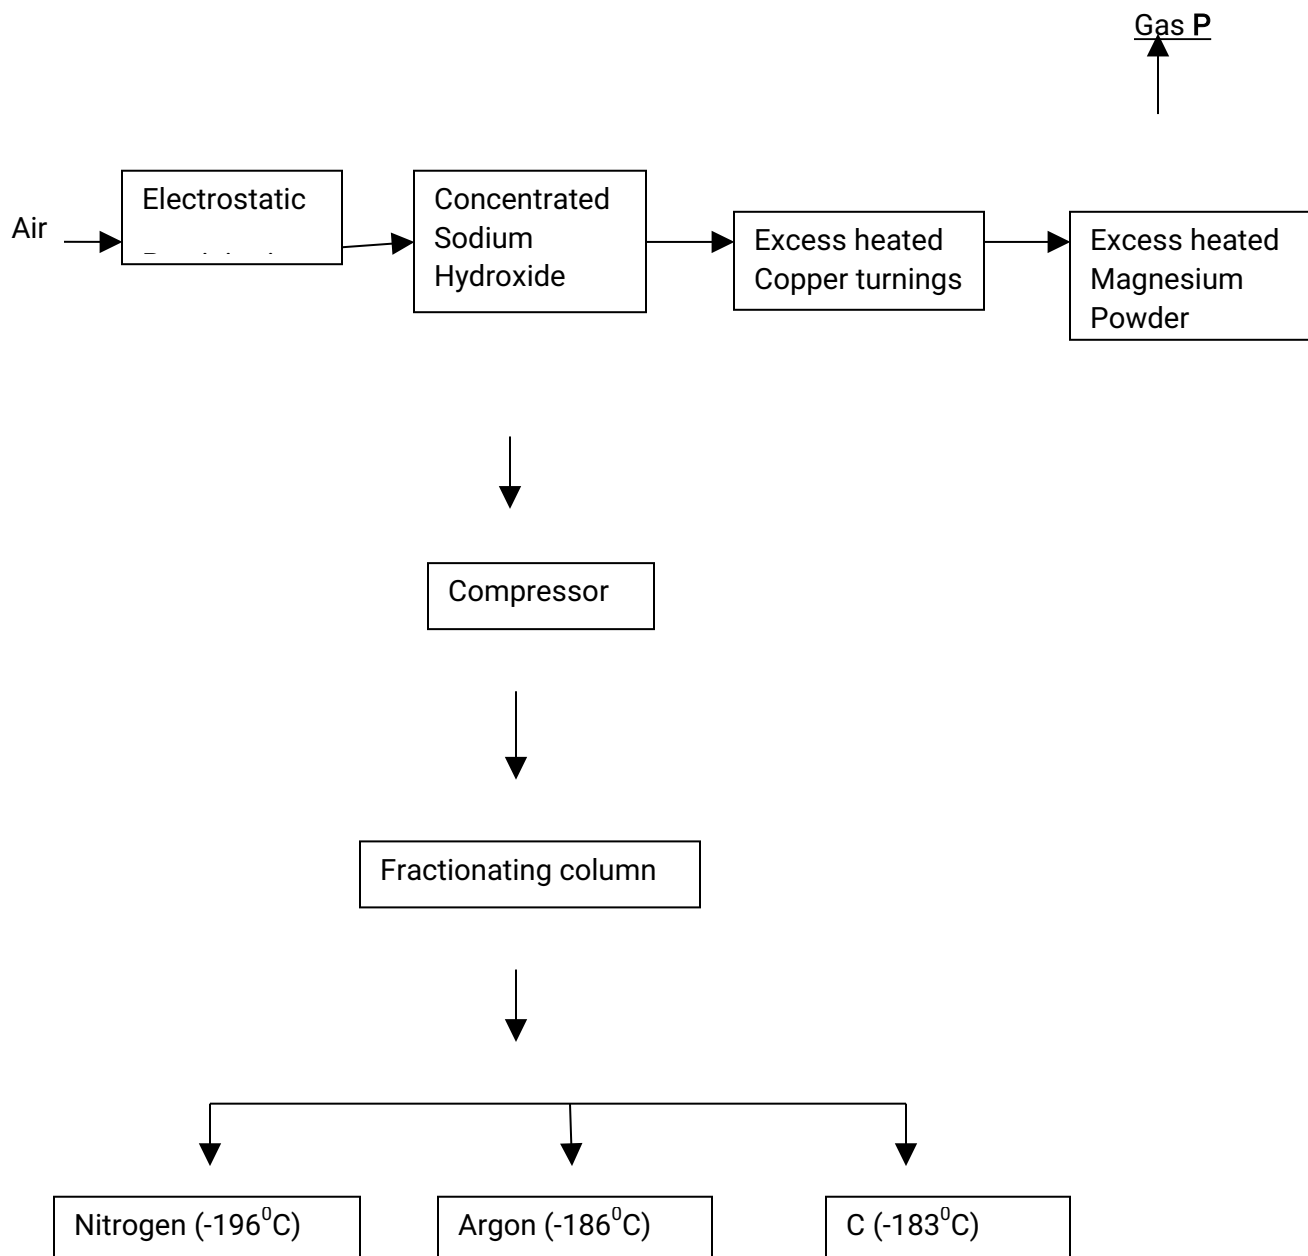 Gas P
Air
Electrostatic
Concentrated
Sodium
Hydroxide
Excess heated
Copper turnings
Excess heated
Magnesium
Powder
Compressor
Fractionating column
Nitrogen (-196⁰C)
Argon (-186⁰C)
C (-183⁰C)